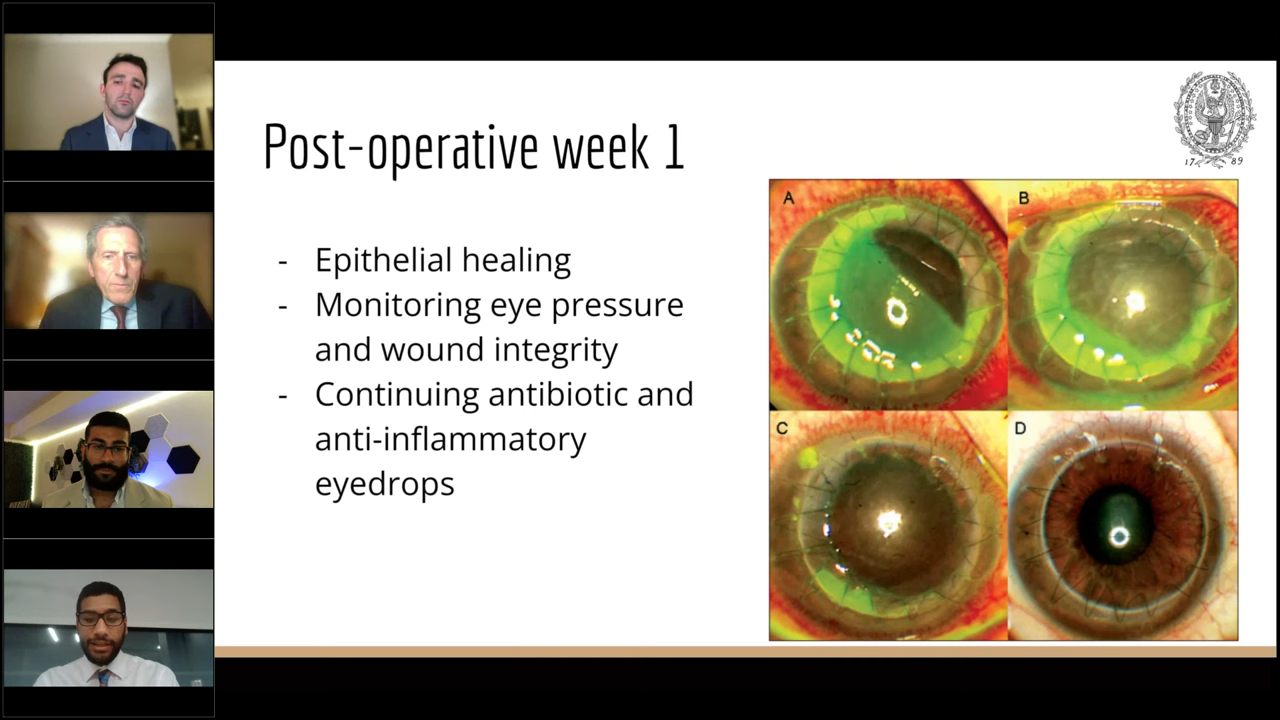 Post-operative week 1
- Epithelial healing
- Monitoring eye pressure
and wound integrity
- Continuing antibiotic and
anti-inflammatory
eyedrops
17 89
A
B
C
D